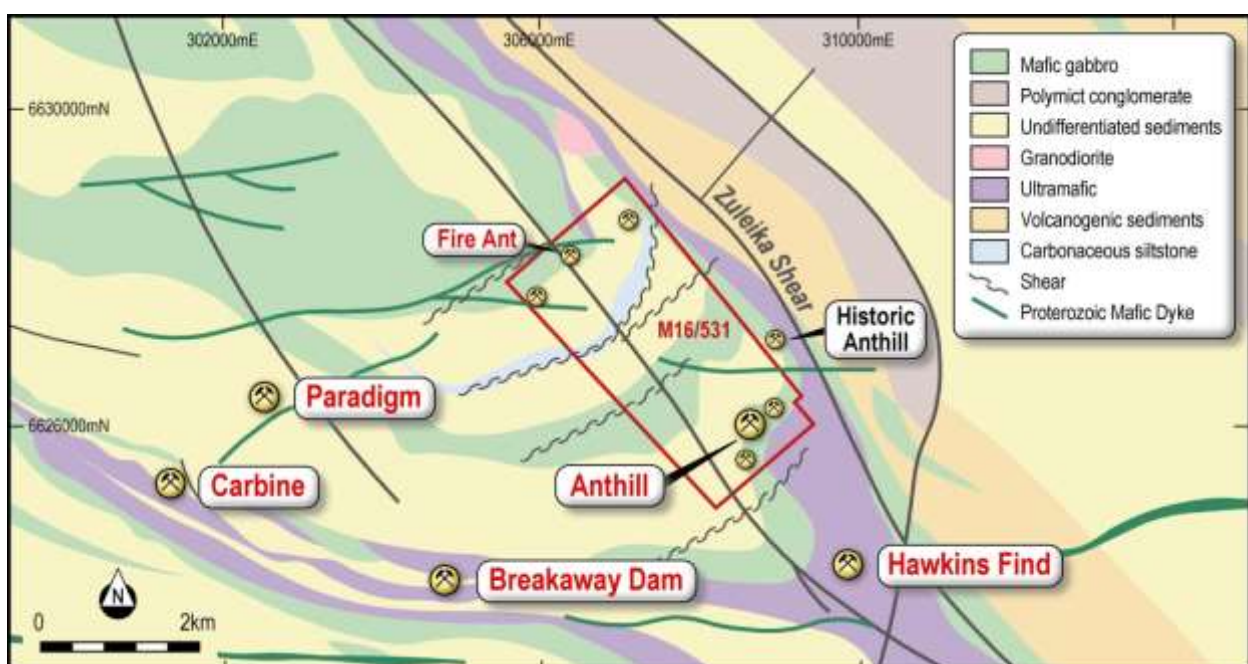 302000mE
306000mE
310000mE
6630000mN
6626000mN
Mafic gabbro
Polymict conglomerate
Undifferentiated sediments
Granodiorite
Ultramafic
Volcanogenic sediments
Carbonaceous siltstone
Shear
Proterozoic Mafic Dyke
Zuleika Shear
Fire Ant
M16/531
Historic
Anthill
Paradigm
Carbine
Anthill
Breakaway Dam
Hawkins Find
N
0
2km